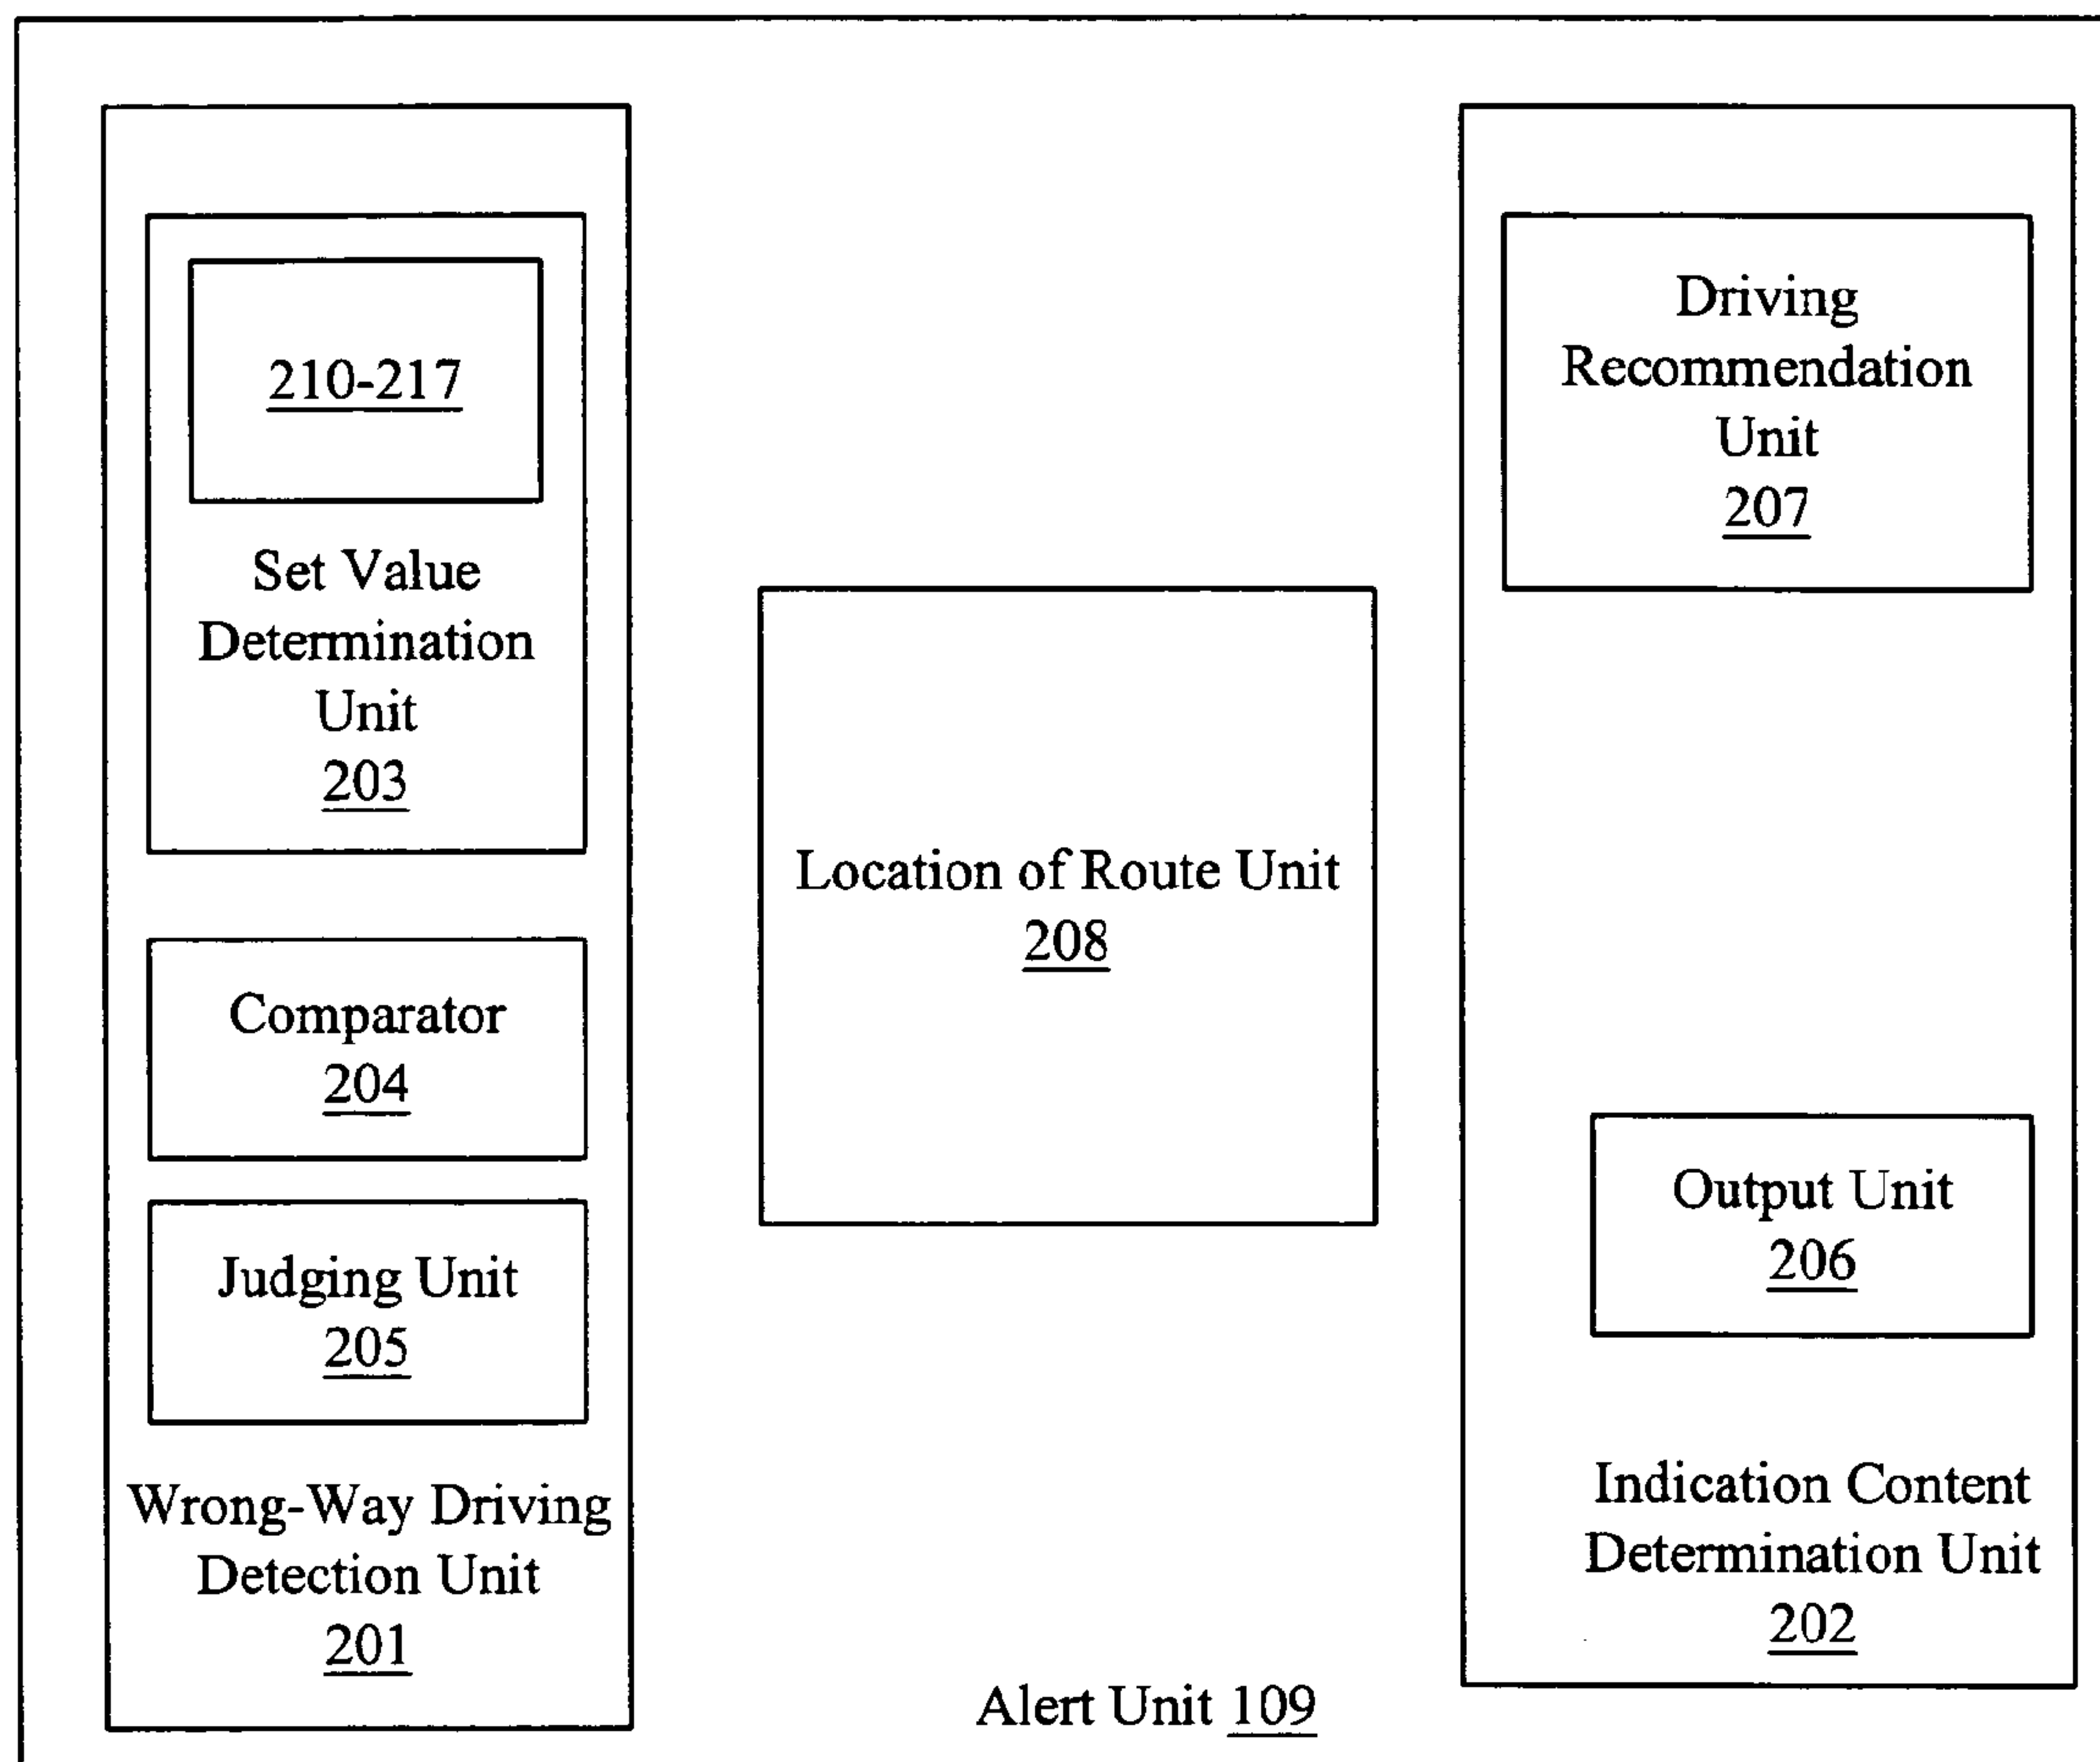 210-217
Set Value
Determination
Unit
203
Comparator
204
Judging Unit
205
Wrong-Way Driving
Detection Unit
201
Location of Route Unit
208
Driving
Recommendation
Unit
207
Output Unit
206
Indication Content
Determination Unit
202
Alert Unit 109